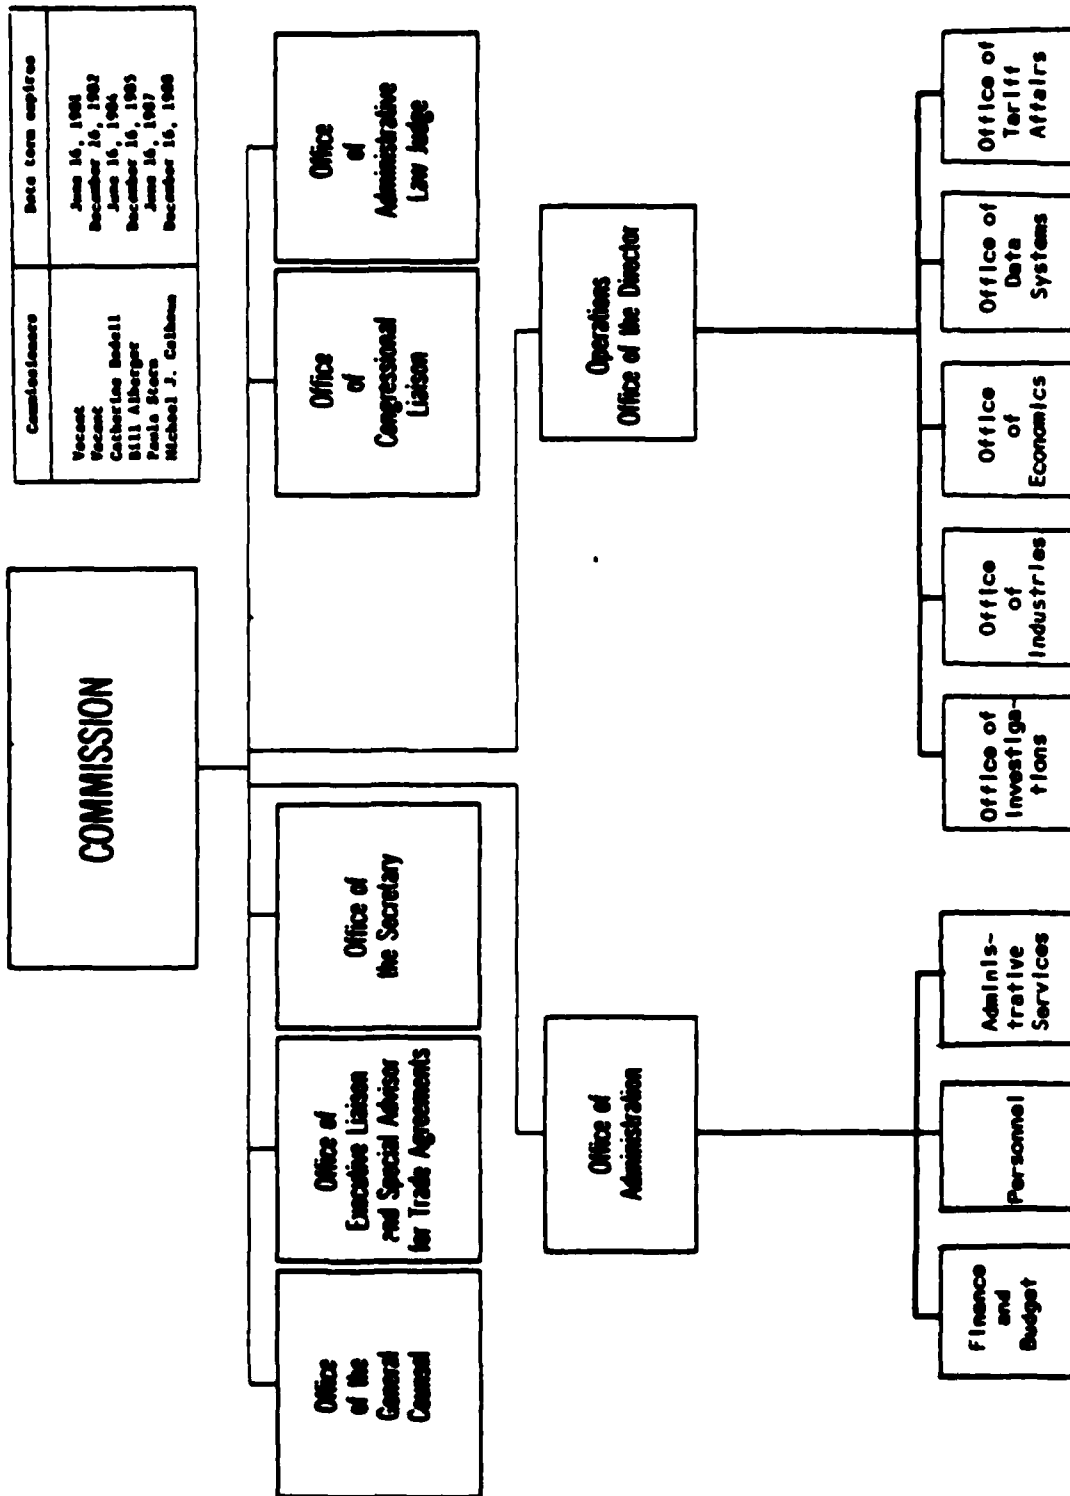 COMMISSION
Commissioners
Date term expires
Vacant
June 16, 1981
Vacant
December 16, 1982
Catherine Bedell
June 16, 1984
Bill Alberger
December 16, 1985
Paula Stern
June 16, 1987
Michael J. Calhoun
December 16, 1988
Office
of the
General
Counsel
Office of
Executive Liaison
and Special Advisor
for Trade Agreements
Office of
the Secretary
Office
of
Congressional
Liaison
Office
of
Administrative
Law Judge
Office of
Administration
Operations
Office of the Director
Finance
and
Budget
Personnel
Adminis-
trative
Services
Office of
Investiga-
tions
Office
of
Industries
Office
of
Economics
Office of
Data
Systems
Office of
Tariff
Affairs